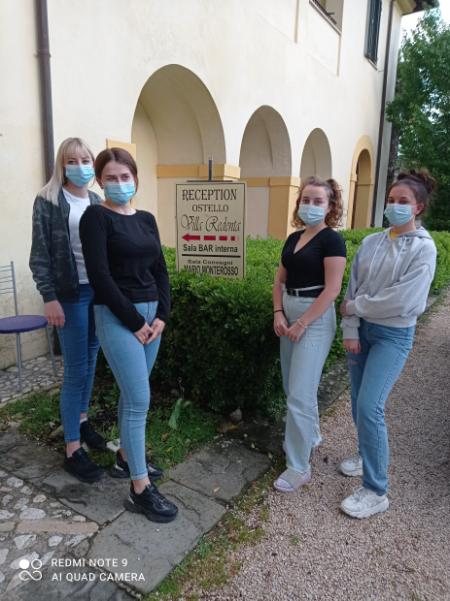 RECEPTION
OSTELLO
Villa Redenta
Sala BAR interna
Sala Convegni
MARIO MONTEROSSO
REDMI NOTE 9
AI QUAD CAMERA